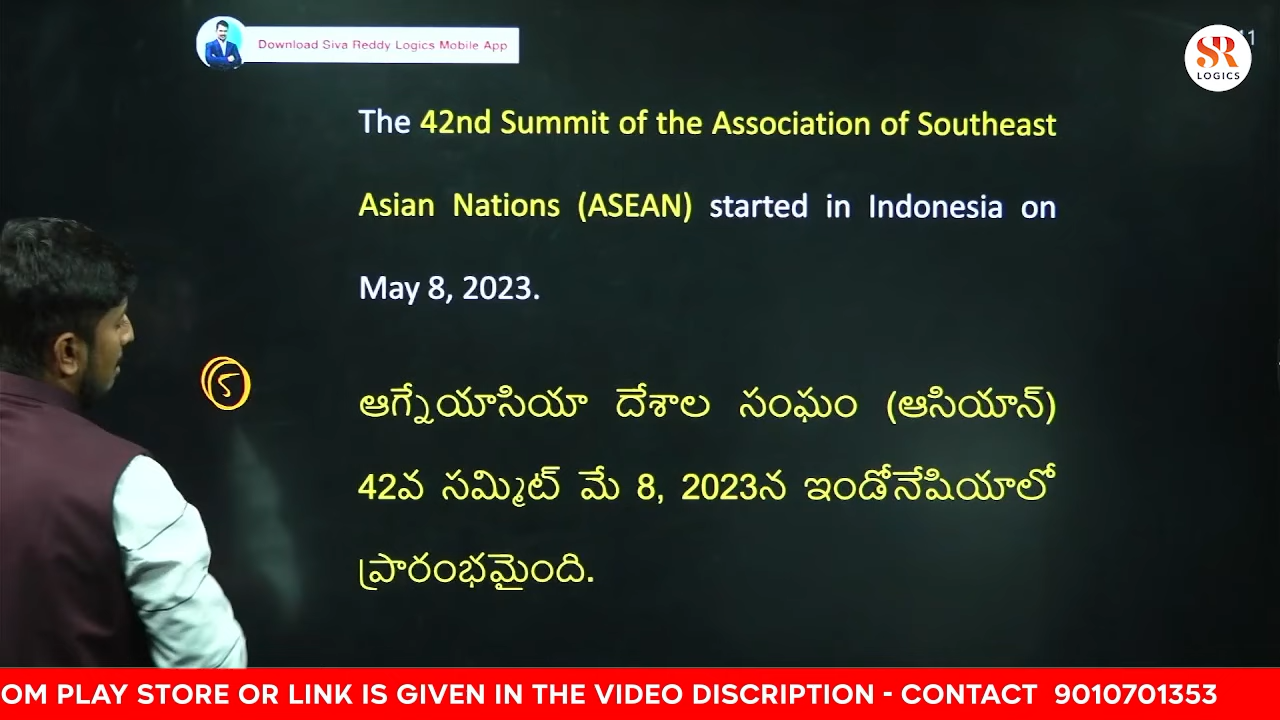 Download Siva Reddy Logics Mobile App
SR
LOGICS
The 42nd Summit of the Association of Southeast
Asian Nations (ASEAN) started in Indonesia on
May 8, 2023.
5
ఆగ్నేయాసియా దేశాల సంఘం (ఆసియాన్)
42వ సమ్మిట్ మే 8, 2023న ఇండోనేషియాలో
ప్రారంభమైంది.
OM PLAY STORE OR LINK IS GIVEN IN THE VIDEO DISCRIPTION - CONTACT 9010701353